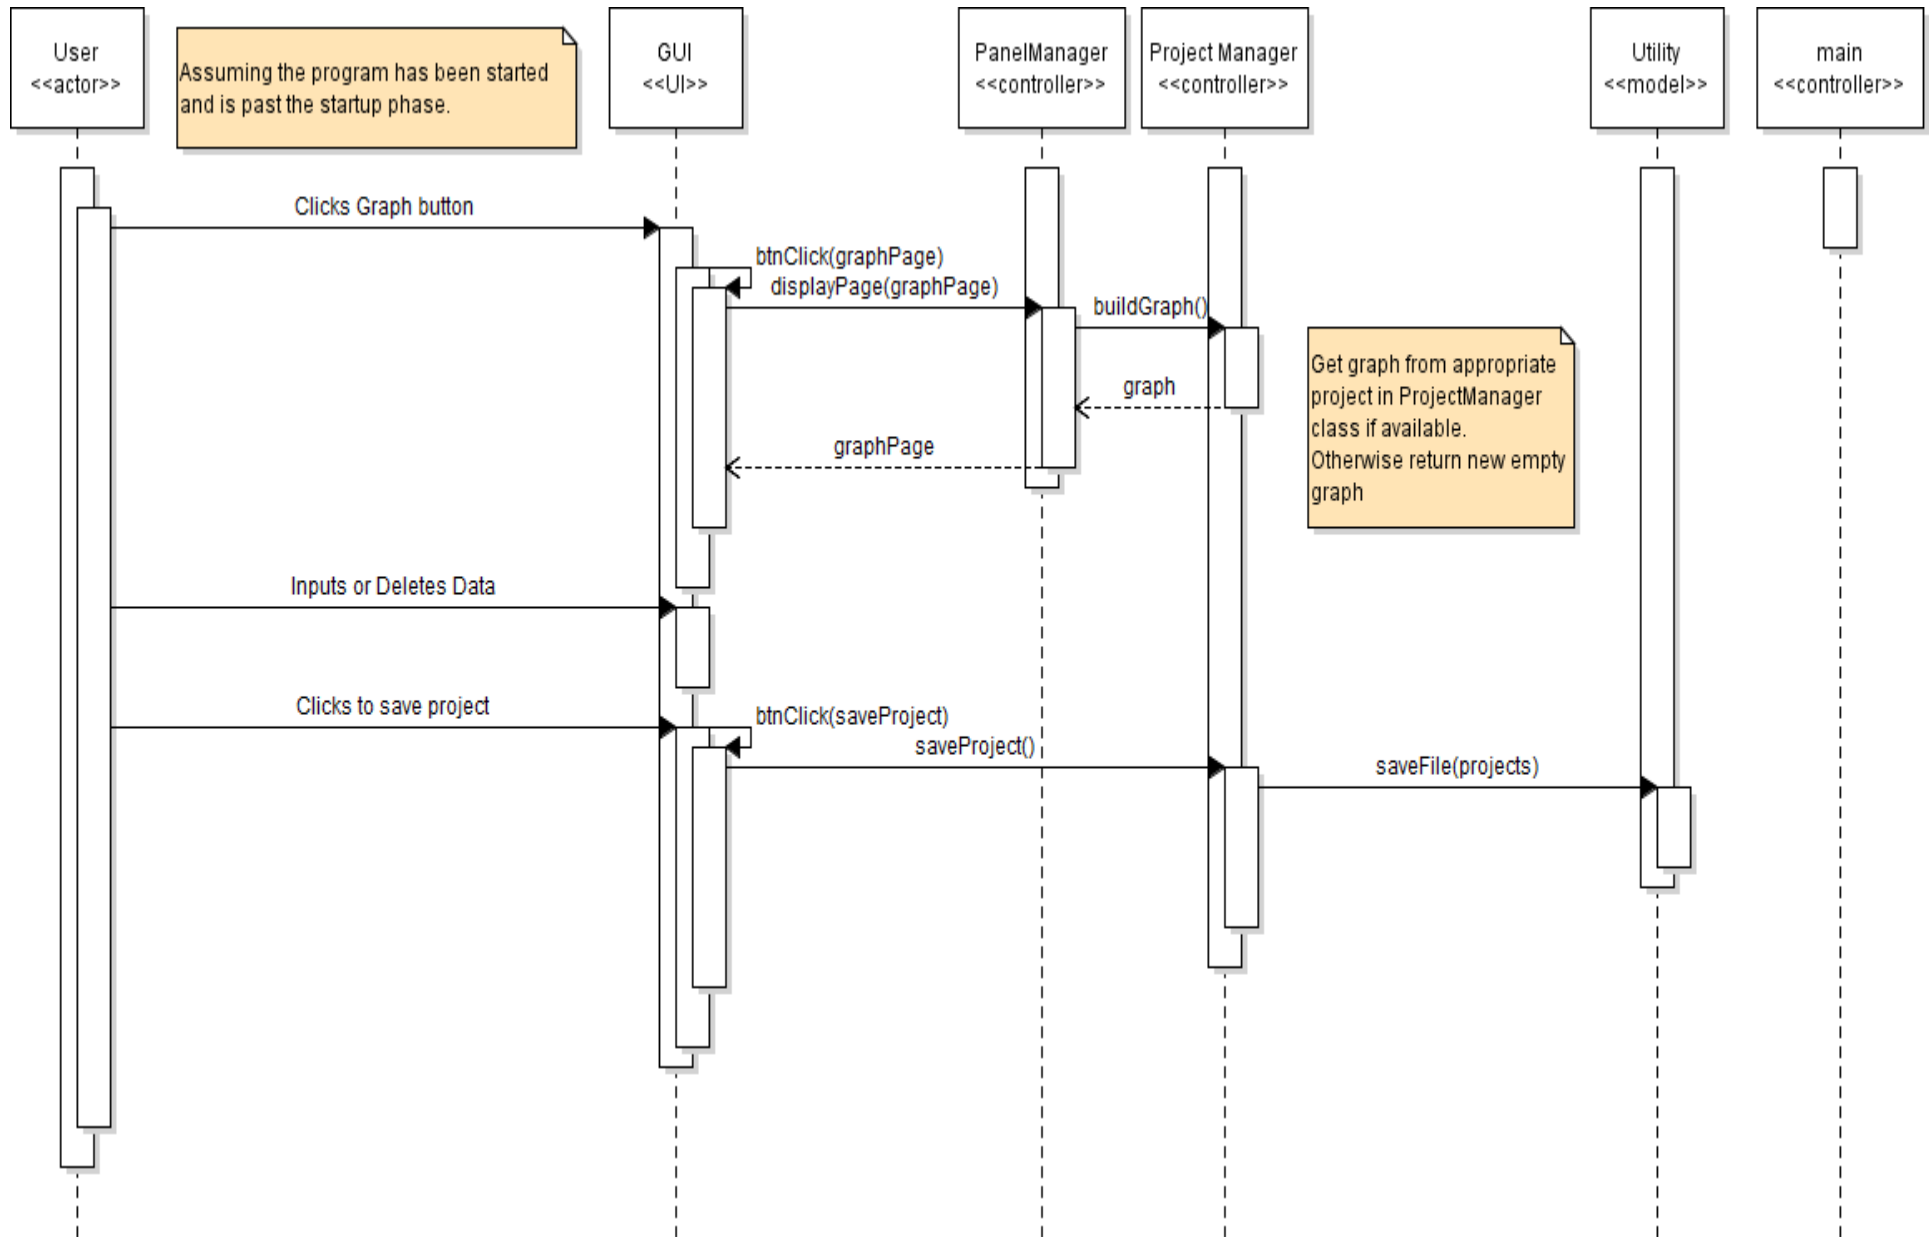 User
<<actor>>
Assuming the program has been started
and is past the startup phase.
GUI
<<UI>>
PanelManager
<<controller>>
Project Manager
<<controller>>
Utility
<<model>>
main
<<controller>>
Clicks Graph button
btnClick(graphPage)
displayPage(graphPage)
buildGraph()
graph
graphPage
Get graph from appropriate
project in ProjectManager
class if available.
Otherwise return new empty
graph
Inputs or Deletes Data
Clicks to save project
btnClick(saveProject)
saveProject()
saveFile(projects)